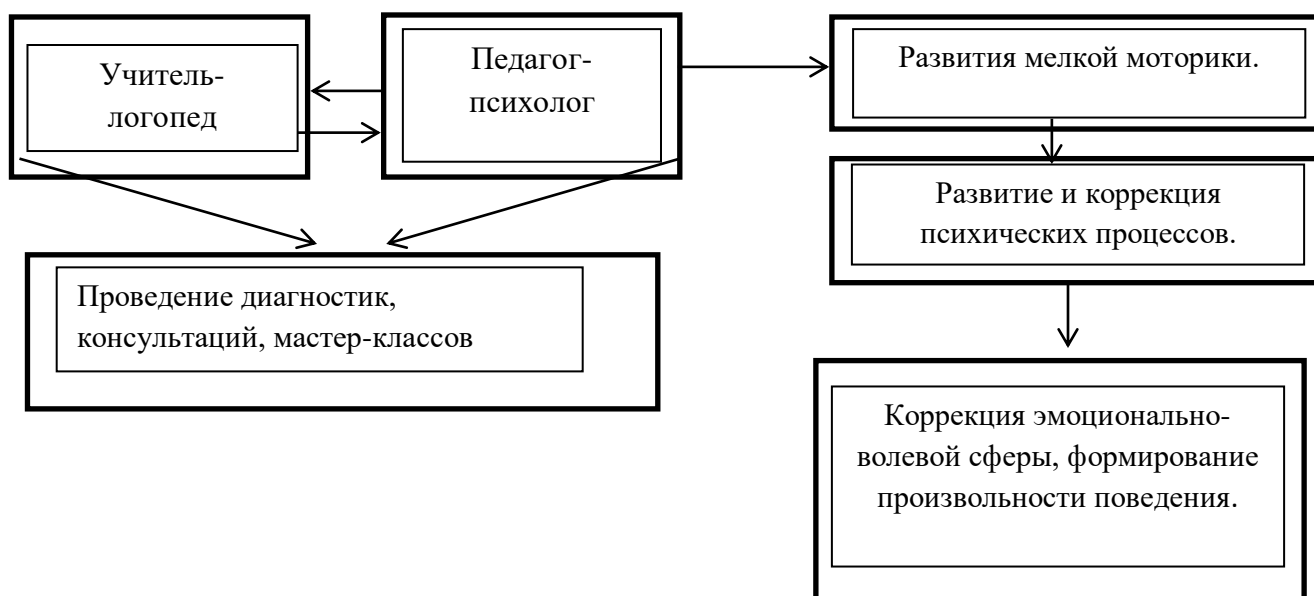 Учитель-
логопед
Педагог-
психолог
Развития мелкой моторики.
Развитие и коррекция
психических процессов.
Проведение диагностик,
консультаций, мастер-классов
Коррекция эмоционально-
волевой сферы, формирование
произвольности поведения.